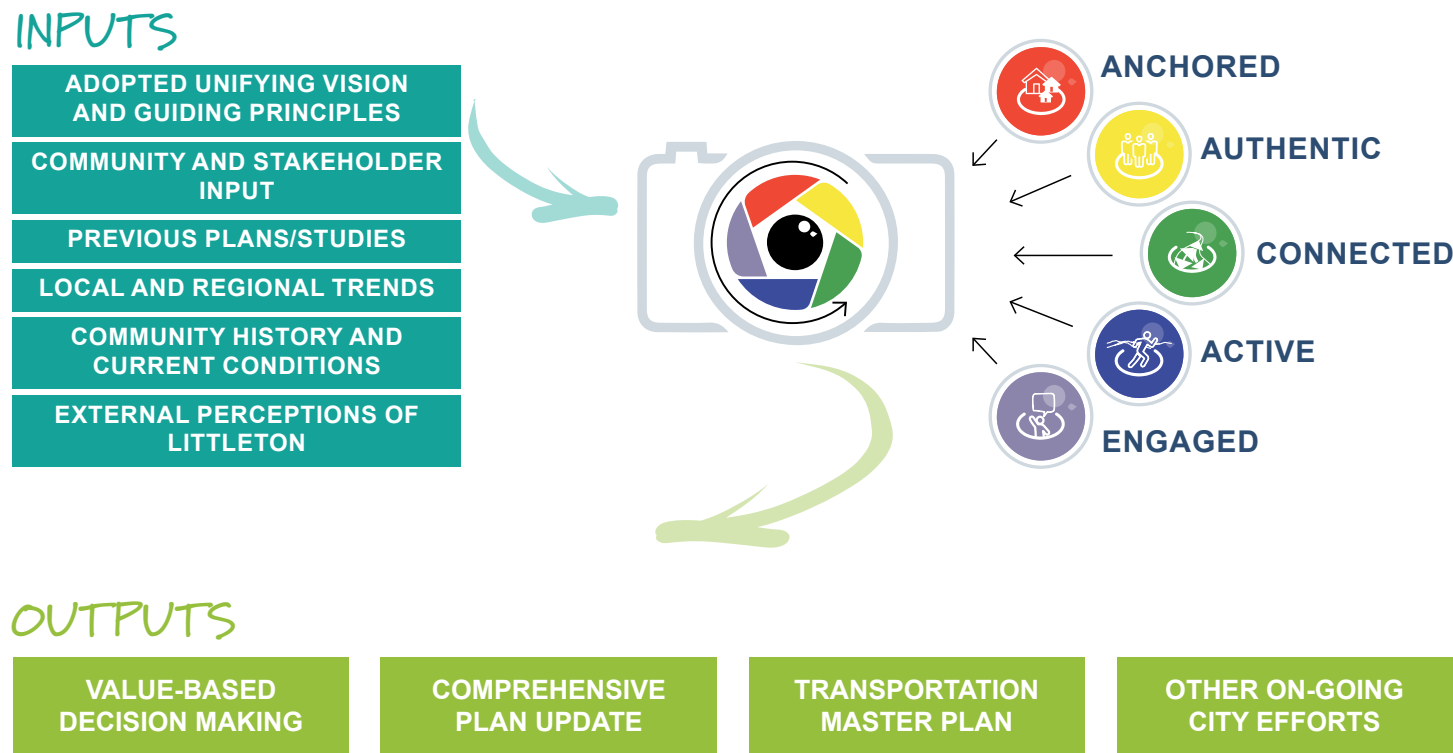 INPUTS
ADOPTED UNIFYING VISION
AND GUIDING PRINCIPLES
COMMUNITY AND STAKEHOLDER
INPUT
PREVIOUS PLANS/STUDIES
LOCAL AND REGIONAL TRENDS
COMMUNITY HISTORY AND
CURRENT CONDITIONS
EXTERNAL PERCEPTIONS OF
LITTLETON
ANCHORED
AUTHENTIC
CONNECTED
ACTIVE
ENGAGED
OUTPUTS
VALUE-BASED
DECISION MAKING
COMPREHENSIVE
PLAN UPDATE
TRANSPORTATION
MASTER PLAN
OTHER ON-GOING
CITY EFFORTS